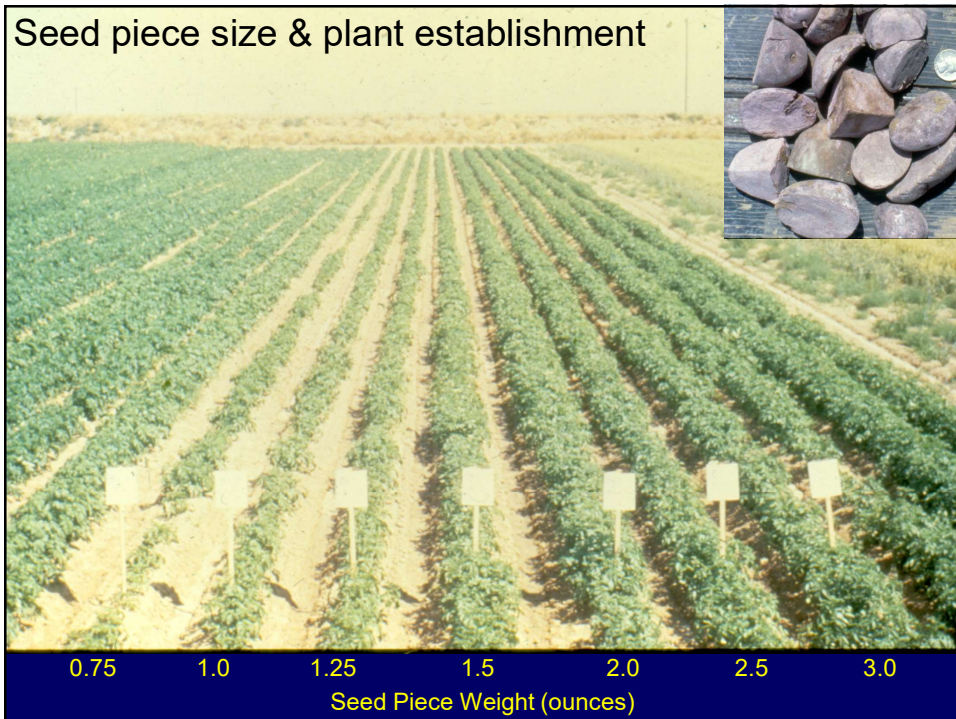 Seed piece size & plant establishment
0.75 1.0 1.25 1.5 2.0 2.5 3.0
Seed Piece Weight (ounces)